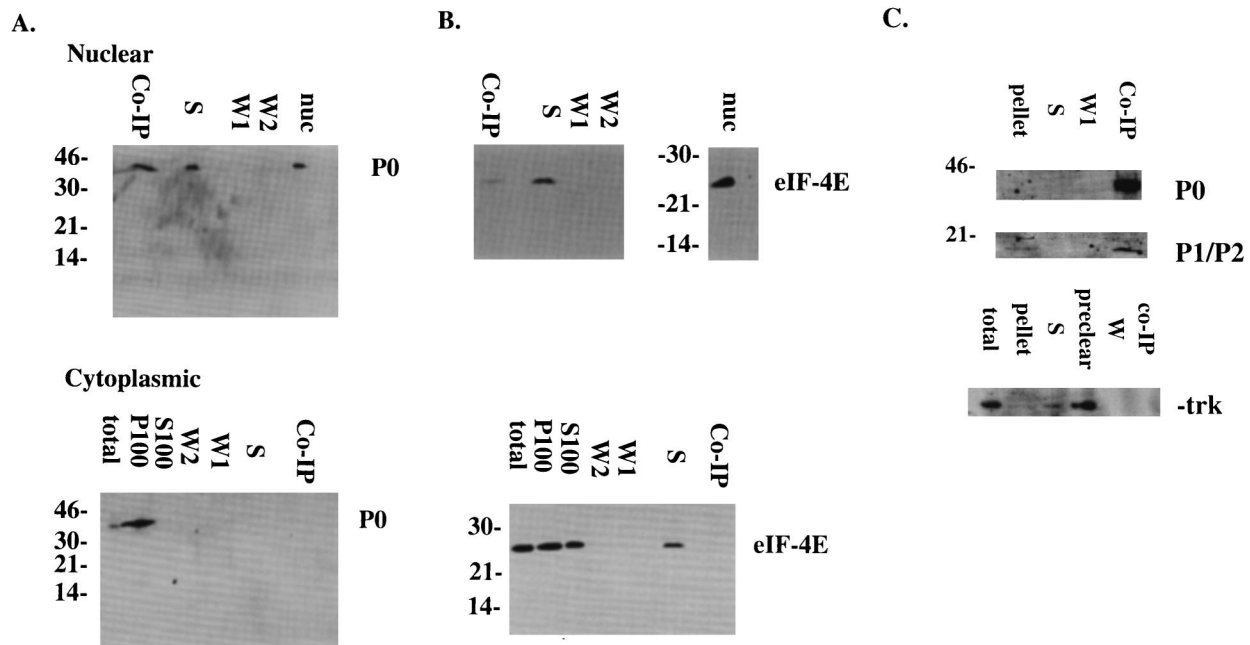 A.
Nuclear
Co-IP S W1 W2 nuc
46-
30-
21-
14-
P0
Cytoplasmic
total P100 S100 W2 W1 S Co-IP
46-
30-
21-
14-
P0
B.
Co-IP S W1 W2 nuc
-30-
-21-
-14-
eIF-4E
total P100 S100 W2 W1 S Co-IP
30-
21-
14-
eIF-4E
C.
pellet S W1 Co-IP
46-
P0
21-
P1/P2
total pellet S preclear W co-IP
-trk